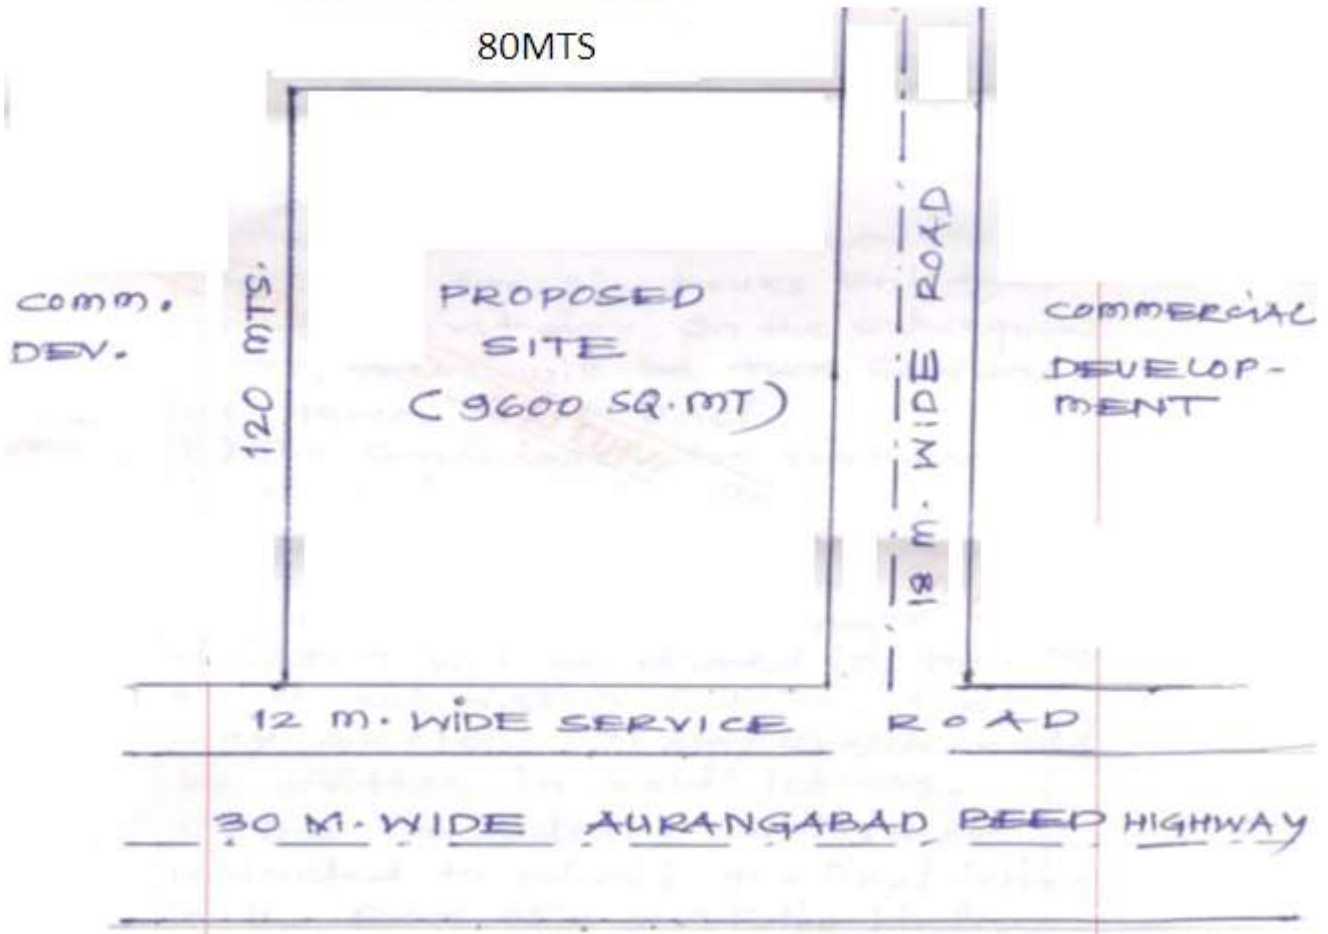 80MTS
120 MTS.
comm.
DEV.
PROPOSED
SITE
(9600 SQ.MT)
18 m. WIDE ROAD
COMMERCIAL
DEVELOP-
MENT
12 m. WIDE SERVICE ROAD
30 M. WIDE AURANGABAD BEED HIGHWAY